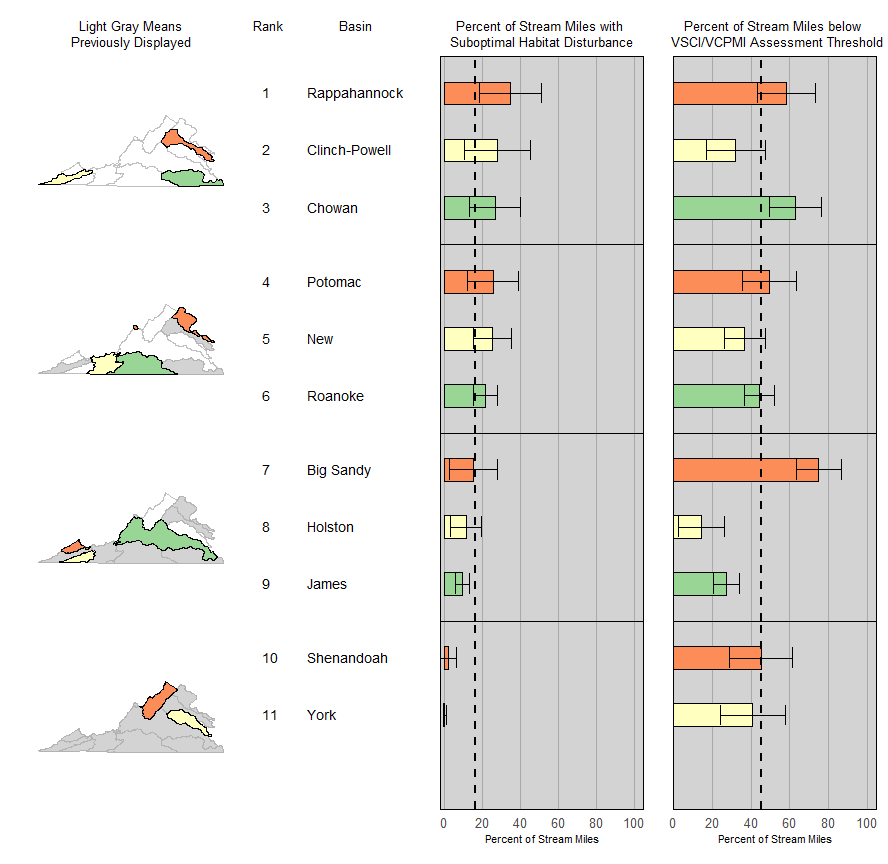 Light Gray Means
Previously Displayed
Rank
Basin
Percent of Stream Miles with
Suboptimal Habitat Disturbance
Percent of Stream Miles below
VSCI/VCPMI Assessment Threshold
1 Rappahannock
2 Clinch-Powell
3 Chowan
4 Potomac
5 New
6 Roanoke
7 Big Sandy
8 Holston
9 James
10 Shenandoah
11 York
0 20 40 60 80 100
Percent of Stream Miles
0 20 40 60 80 100
Percent of Stream Miles